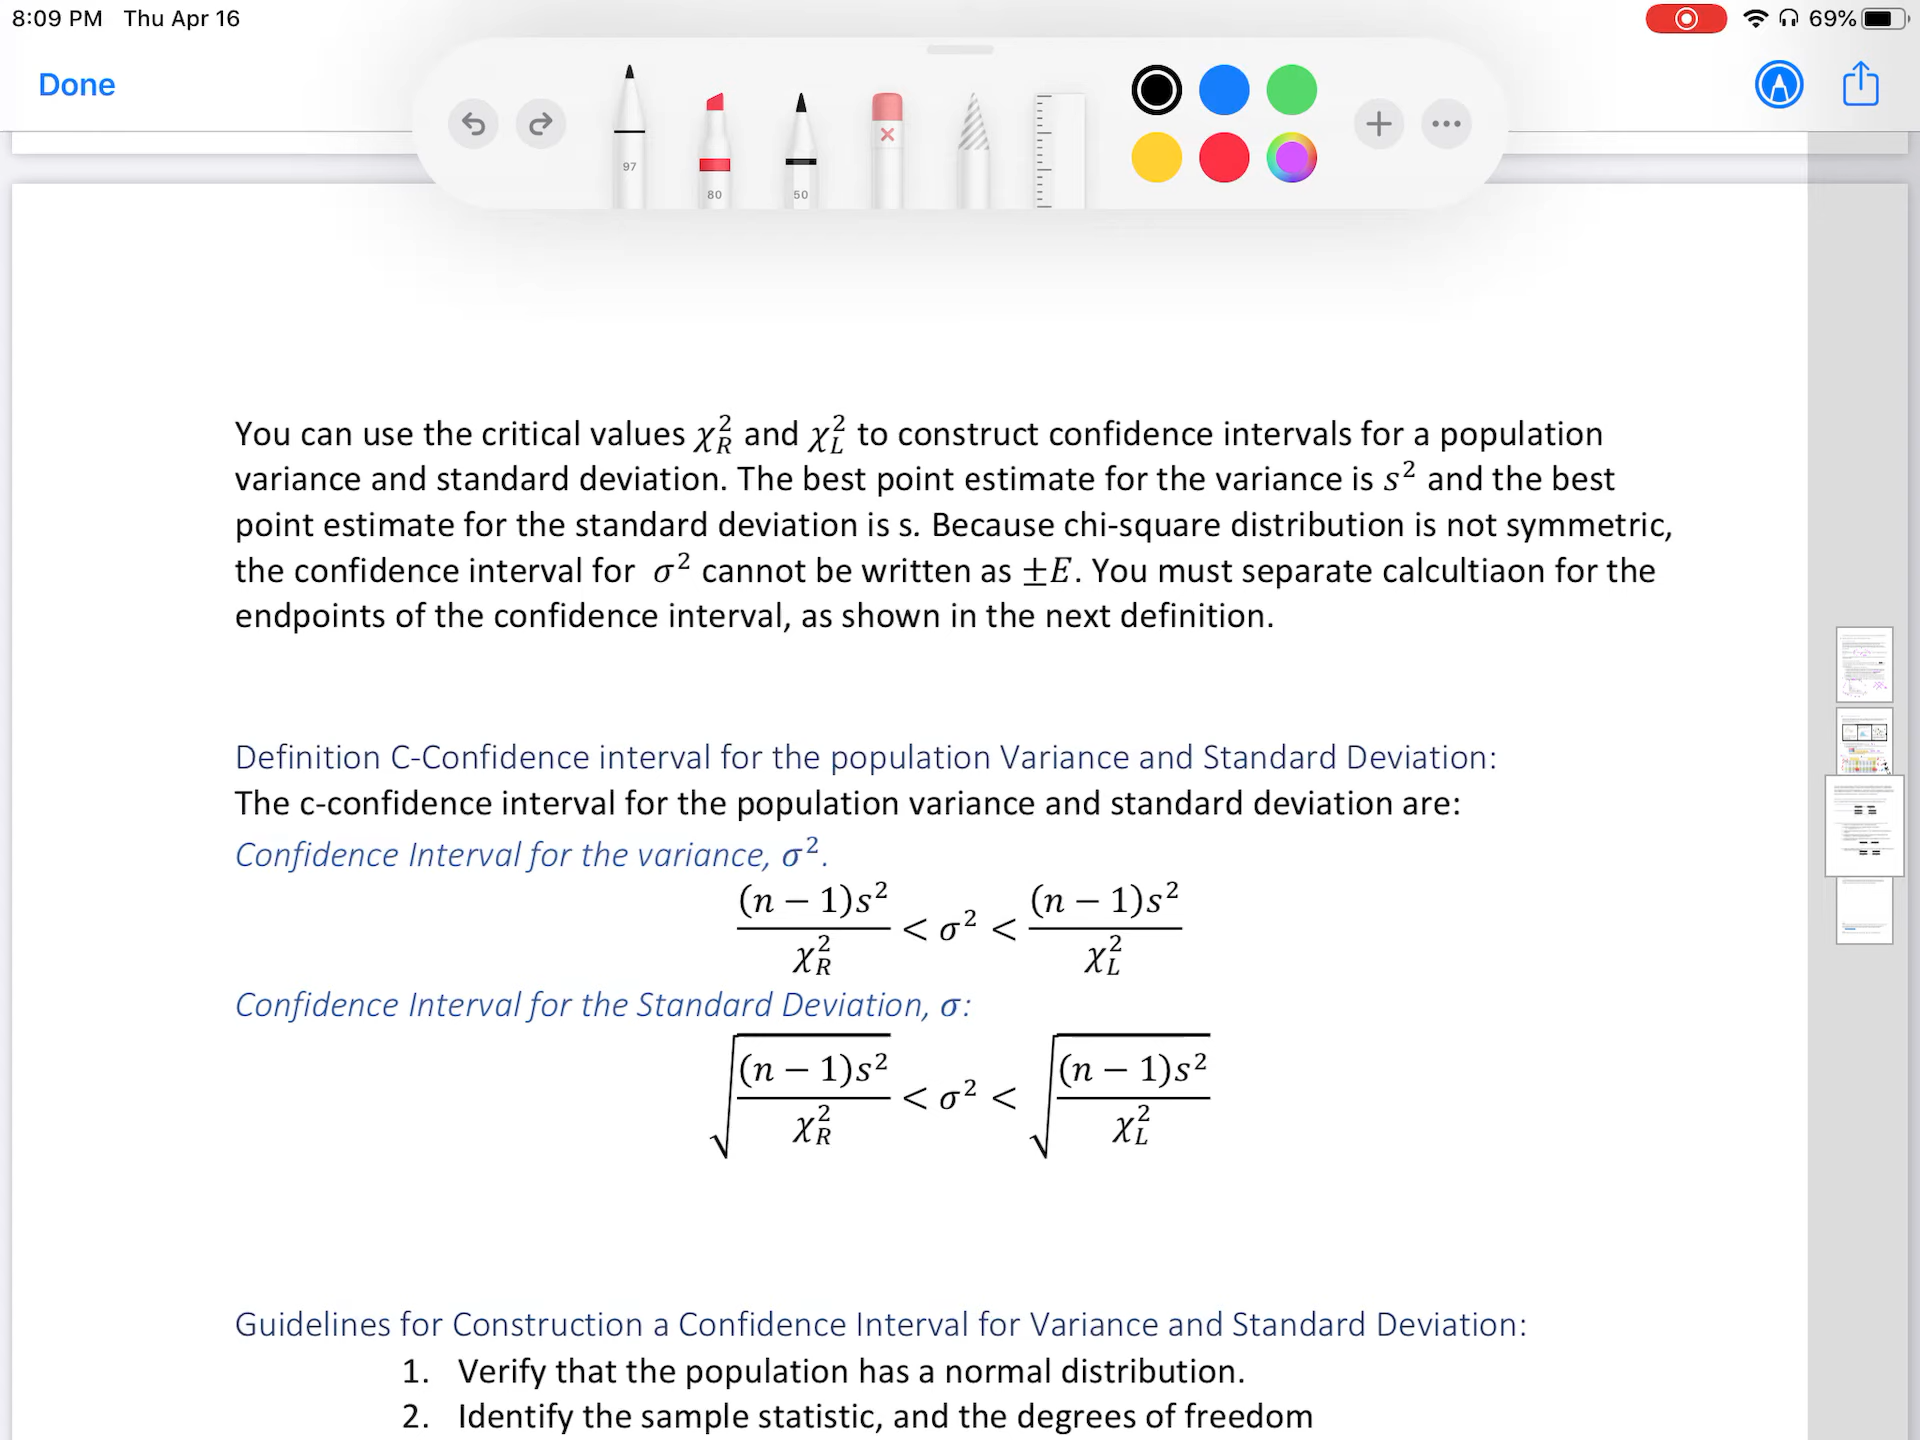 8:09 PM Thu Apr 16
69%
Done
97
80
50
You can use the critical values χ²_R and χ²_L to construct confidence intervals for a population
variance and standard deviation. The best point estimate for the variance is s² and the best
point estimate for the standard deviation is s. Because chi-square distribution is not symmetric,
the confidence interval for σ² cannot be written as ±E. You must separate calcultiaon for the
endpoints of the confidence interval, as shown in the next definition.
Definition C-Confidence interval for the population Variance and Standard Deviation:
The c-confidence interval for the population variance and standard deviation are:
Confidence Interval for the variance, σ².
(n − 1)s² / χ²_R < σ² < (n − 1)s² / χ²_L
Confidence Interval for the Standard Deviation, σ:
√((n − 1)s² / χ²_R) < σ² < √((n − 1)s² / χ²_L)
Guidelines for Construction a Confidence Interval for Variance and Standard Deviation:
1. Verify that the population has a normal distribution.
2. Identify the sample statistic, and the degrees of freedom